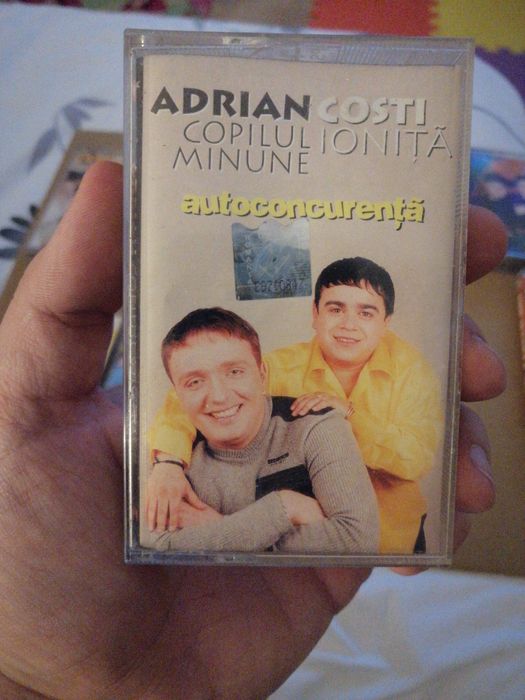 ADRIAN COSTI
COPILUL IONIȚĂ
MINUNE
autoconcurență